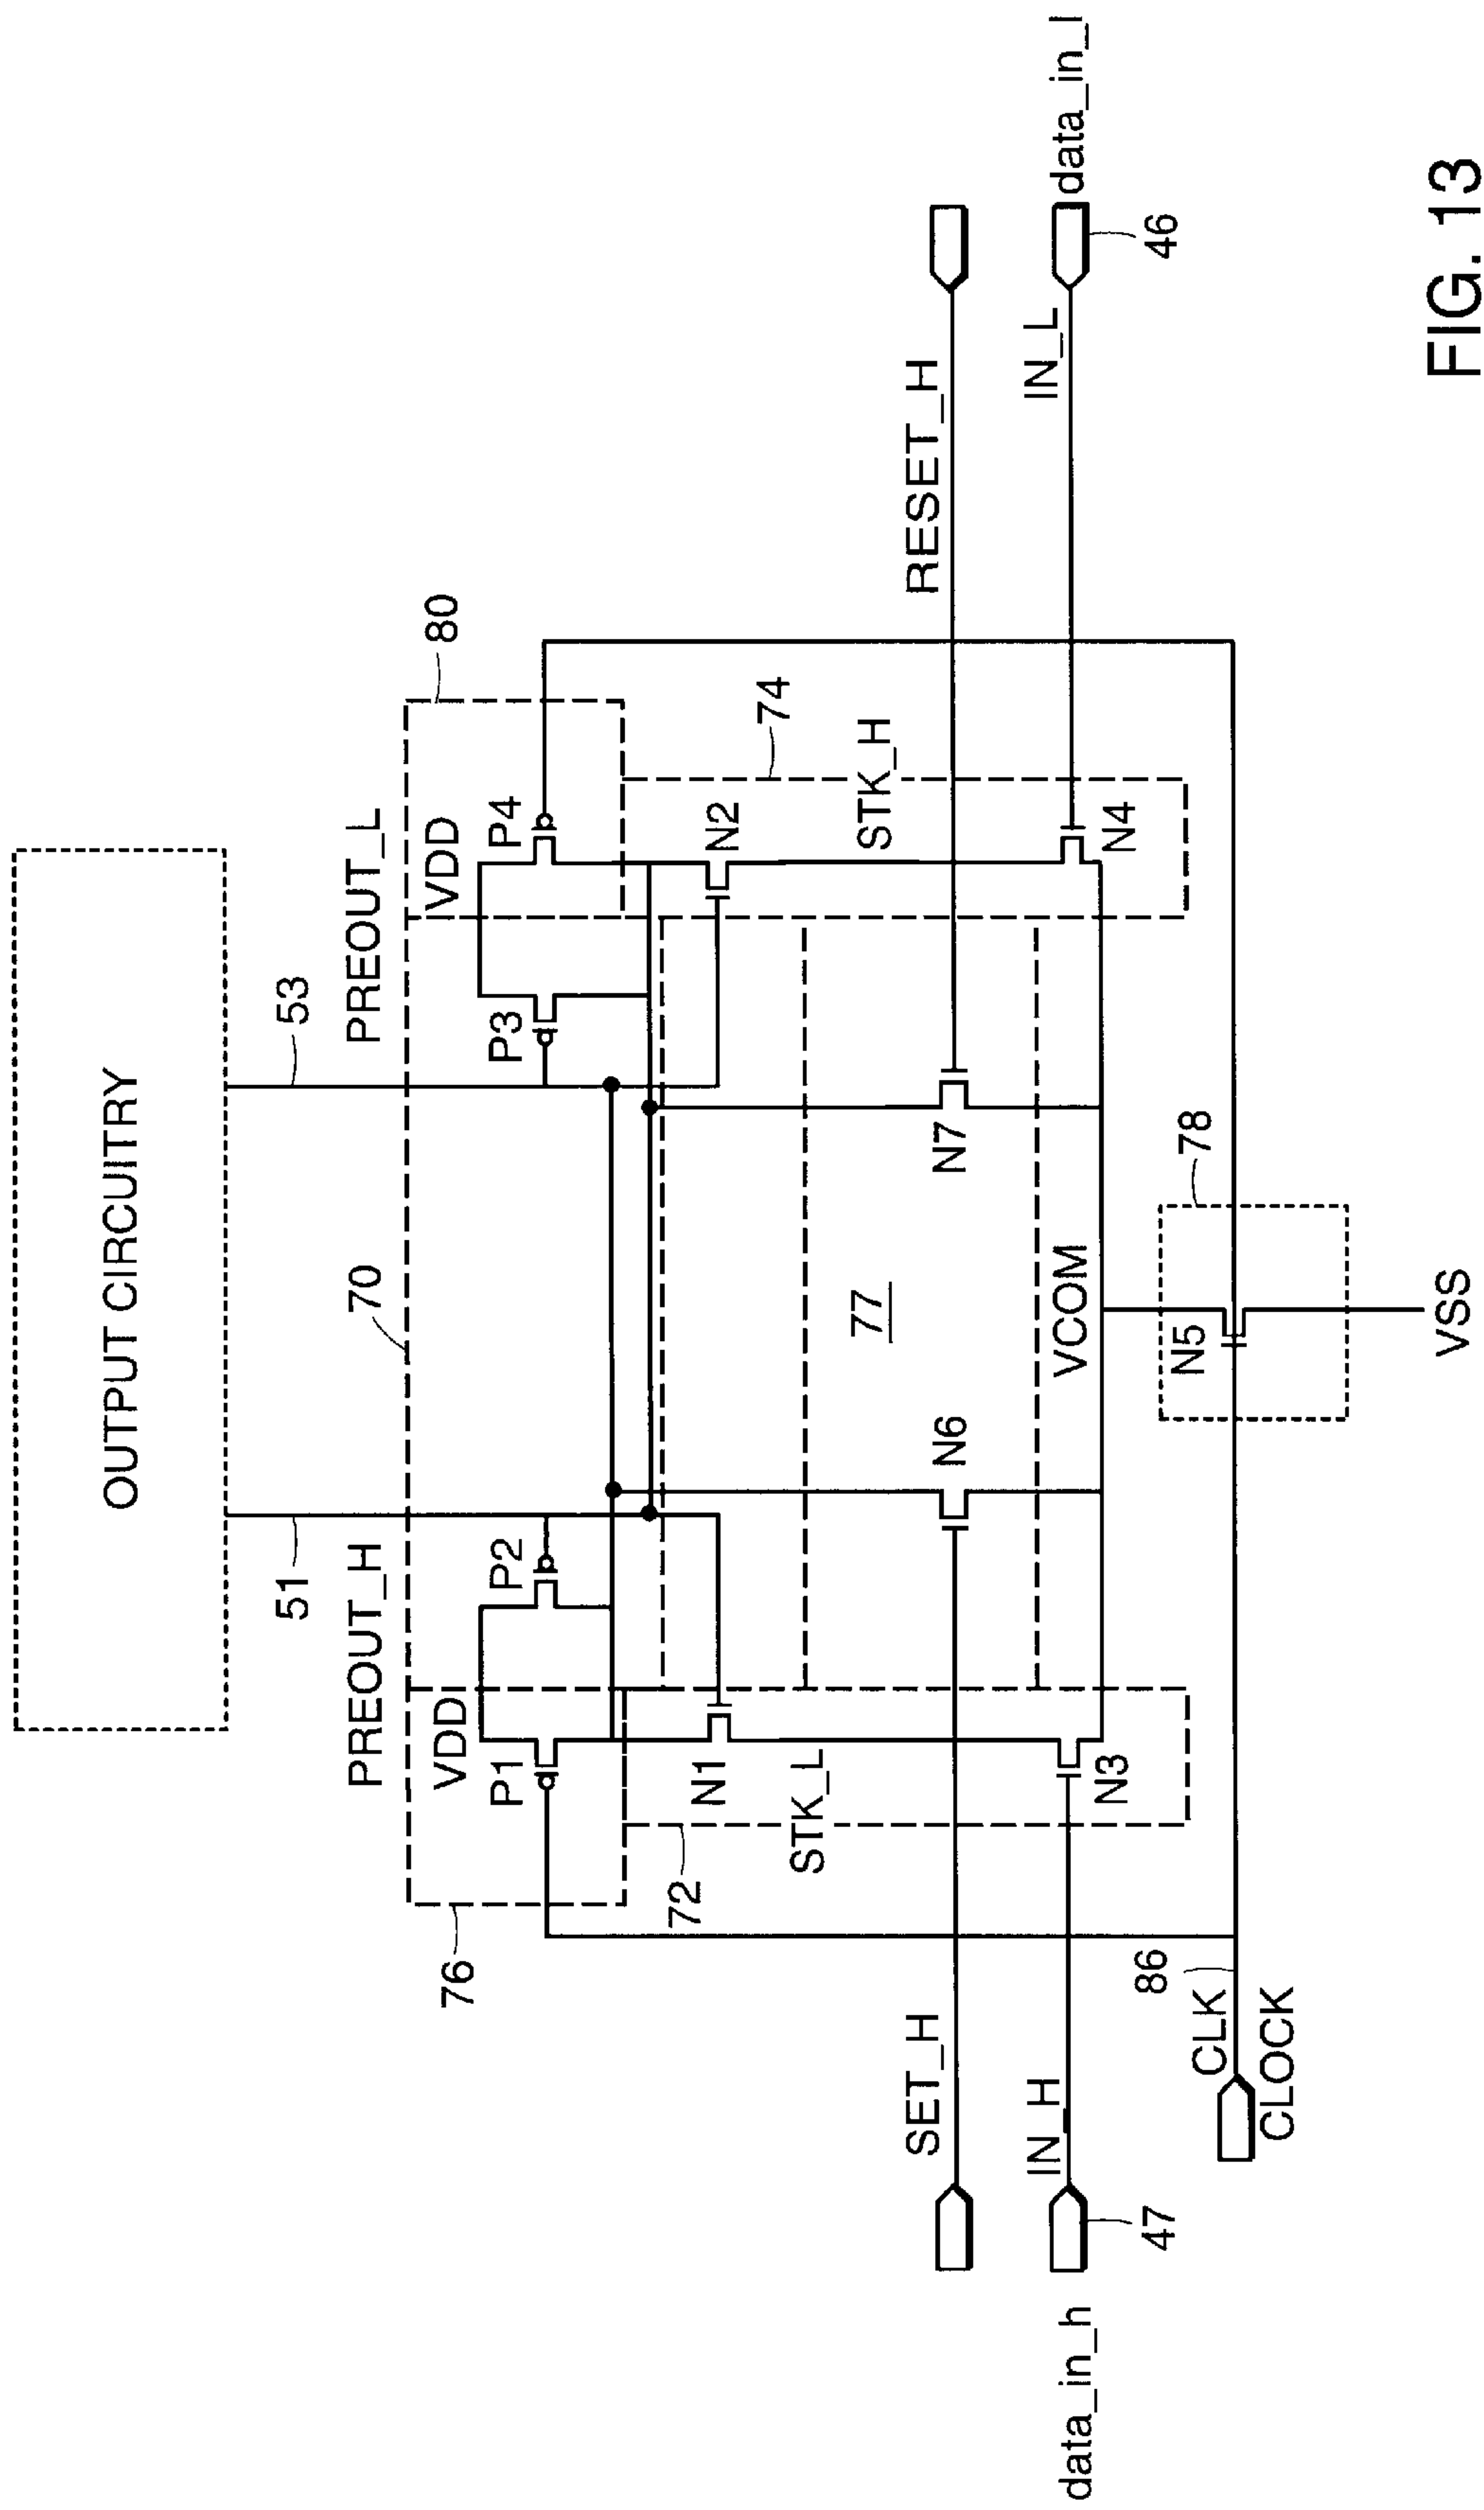 OUTPUT CIRCUITRY
51
53
PREOUT_H
70
PREOUT_L
76
VDD
VDD
80
P1
P2
P3
P4
72
N1
N2
74
STK_L
STK_H
77
SET_H
N6
N7
RESET_H
data_in_h
47
IN_H
N3
VCOM
N4
IN_L
46
data_in_l
86
CLK
CLOCK
N5
78
VSS
FIG. 13